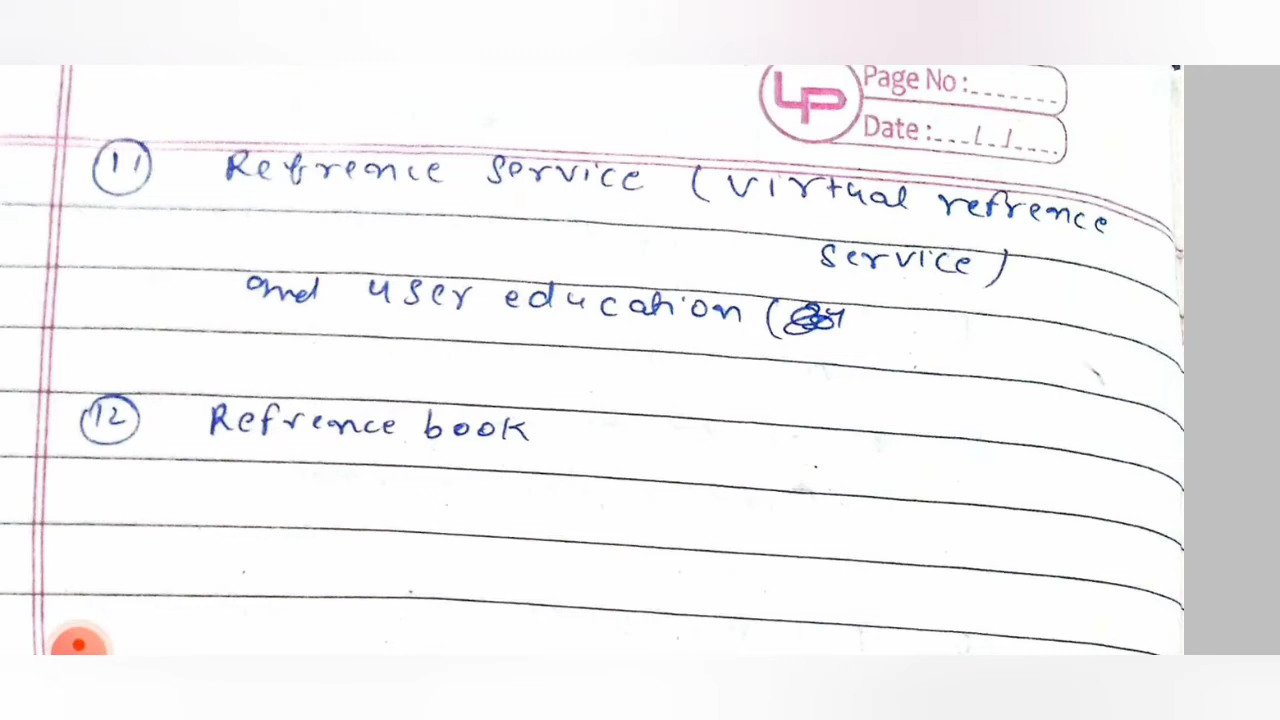 LP
Page No :
Date :
11 Refrence service (virtual refrence
service)
and user education (
12 Refrence book